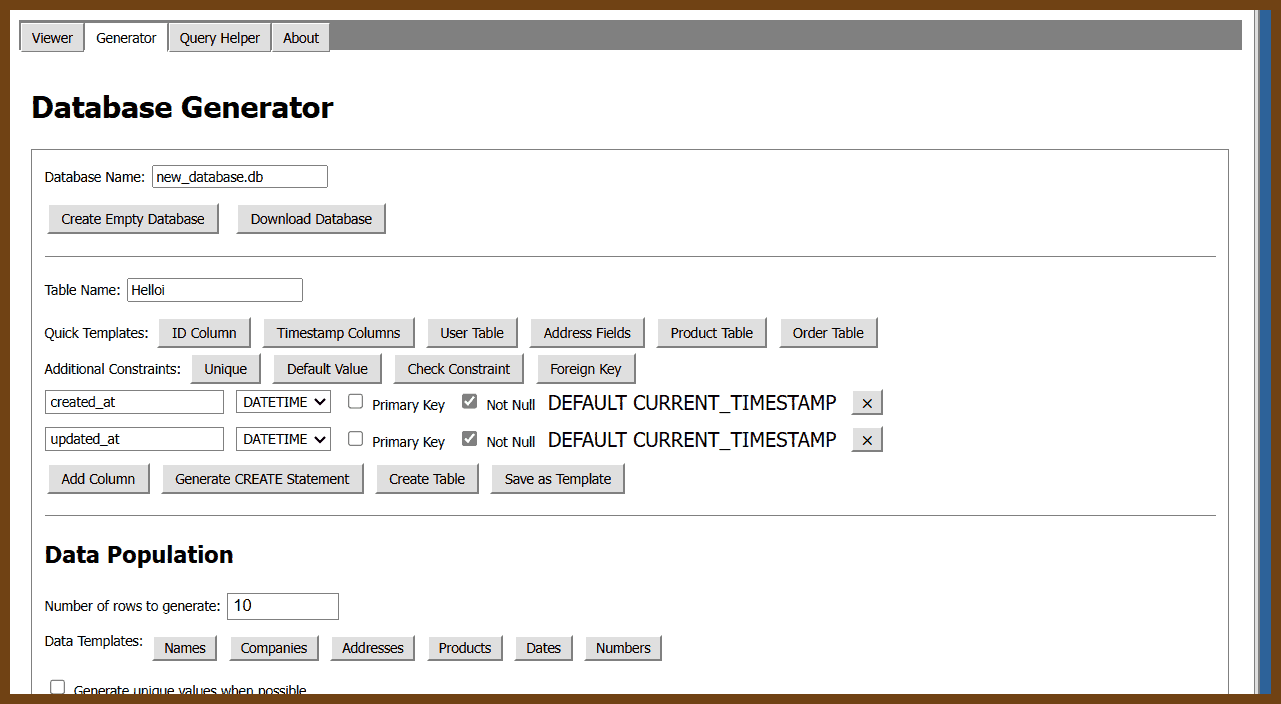 Viewer Generator Query Helper About
Database Generator
Database Name: new_database.db
Create Empty Database Download Database
Table Name: Helloi
Quick Templates: ID Column Timestamp Columns User Table Address Fields Product Table Order Table
Additional Constraints: Unique Default Value Check Constraint Foreign Key
created_at DATETIME Primary Key Not Null DEFAULT CURRENT_TIMESTAMP ×
updated_at DATETIME Primary Key Not Null DEFAULT CURRENT_TIMESTAMP ×
Add Column Generate CREATE Statement Create Table Save as Template
Data Population
Number of rows to generate: 10
Data Templates: Names Companies Addresses Products Dates Numbers
Generate unique values when possible